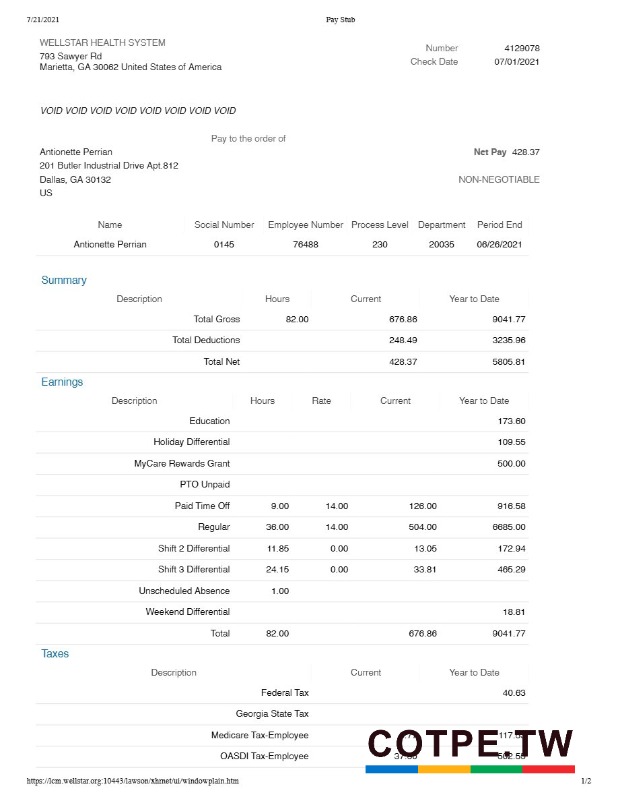 7/21/2021 Pay Stub
WELLSTAR HEALTH SYSTEM
793 Sawyer Rd
Marietta, GA 30062 United States of America
Number 4129078
Check Date 07/01/2021
VOID VOID VOID VOID VOID VOID VOID VOID
Pay to the order of
Antionette Perrian
201 Butler Industrial Drive Apt.812
Dallas, GA 30132
US
Net Pay 428.37
NON-NEGOTIABLE
Name Social Number Employee Number Process Level Department Period End
Antionette Perrian 0145 76488 230 20035 06/26/2021
Summary
Description Hours Current Year to Date
Total Gross 82.00 676.86 9041.77
Total Deductions 248.49 3235.96
Total Net 428.37 5805.81
Earnings
Description Hours Rate Current Year to Date
Education 173.60
Holiday Differential 109.55
MyCare Rewards Grant 500.00
PTO Unpaid
Paid Time Off 9.00 14.00 126.00 916.58
Regular 36.00 14.00 504.00 6685.00
Shift 2 Differential 11.85 0.00 13.05 172.94
Shift 3 Differential 24.15 0.00 33.81 465.29
Unscheduled Absence 1.00
Weekend Differential 18.81
Total 82.00 676.86 9041.77
Taxes
Description Current Year to Date
Federal Tax 40.63
Georgia State Tax
Medicare Tax-Employee
OASDI Tax-Employee
COTPE.TW
https://lcm.wellstar.org:10443/lawson/xhrnet/ui/windowplain.htm 1/2